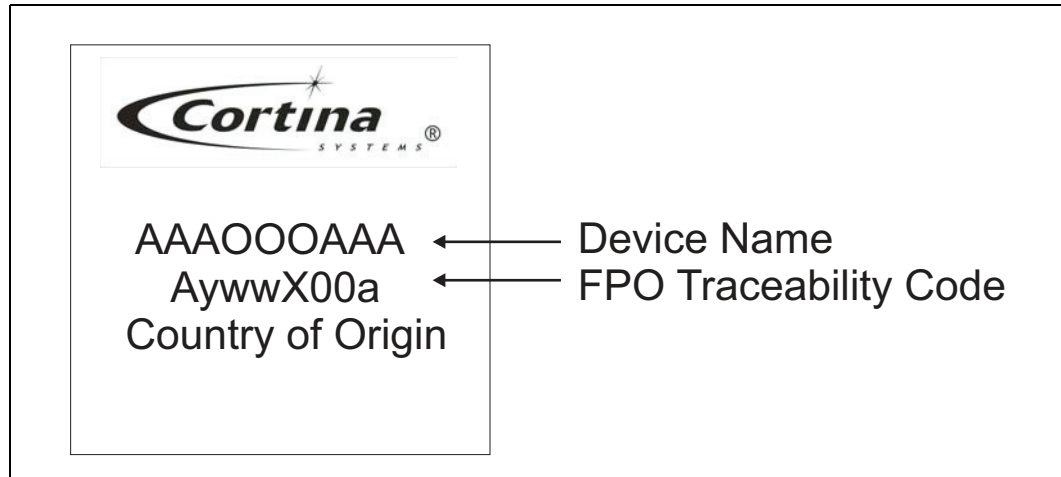 Cortina ®
SYSTEMS
AAAOOOAAA
Device Name
AywwX00a
FPO Traceability Code
Country of Origin